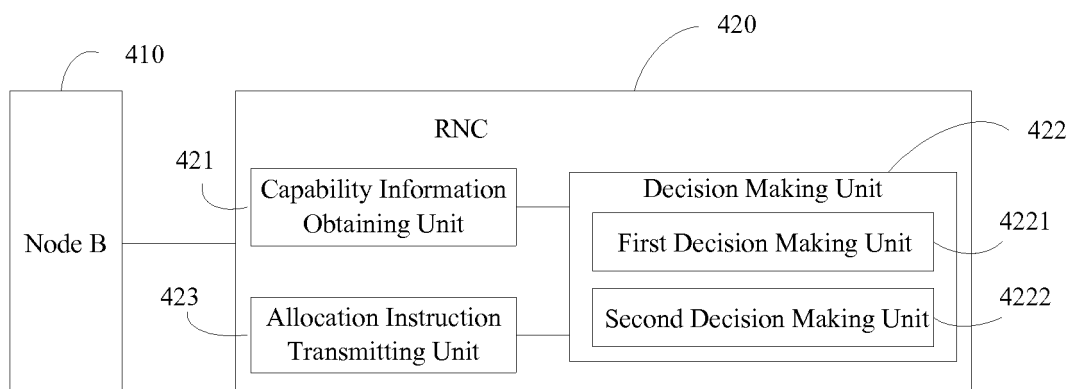 420
410
RNC
422
421
Capability Information
Obtaining Unit
Decision Making Unit
4221
First Decision Making Unit
Node B
423
4222
Allocation Instruction
Transmitting Unit
Second Decision Making Unit